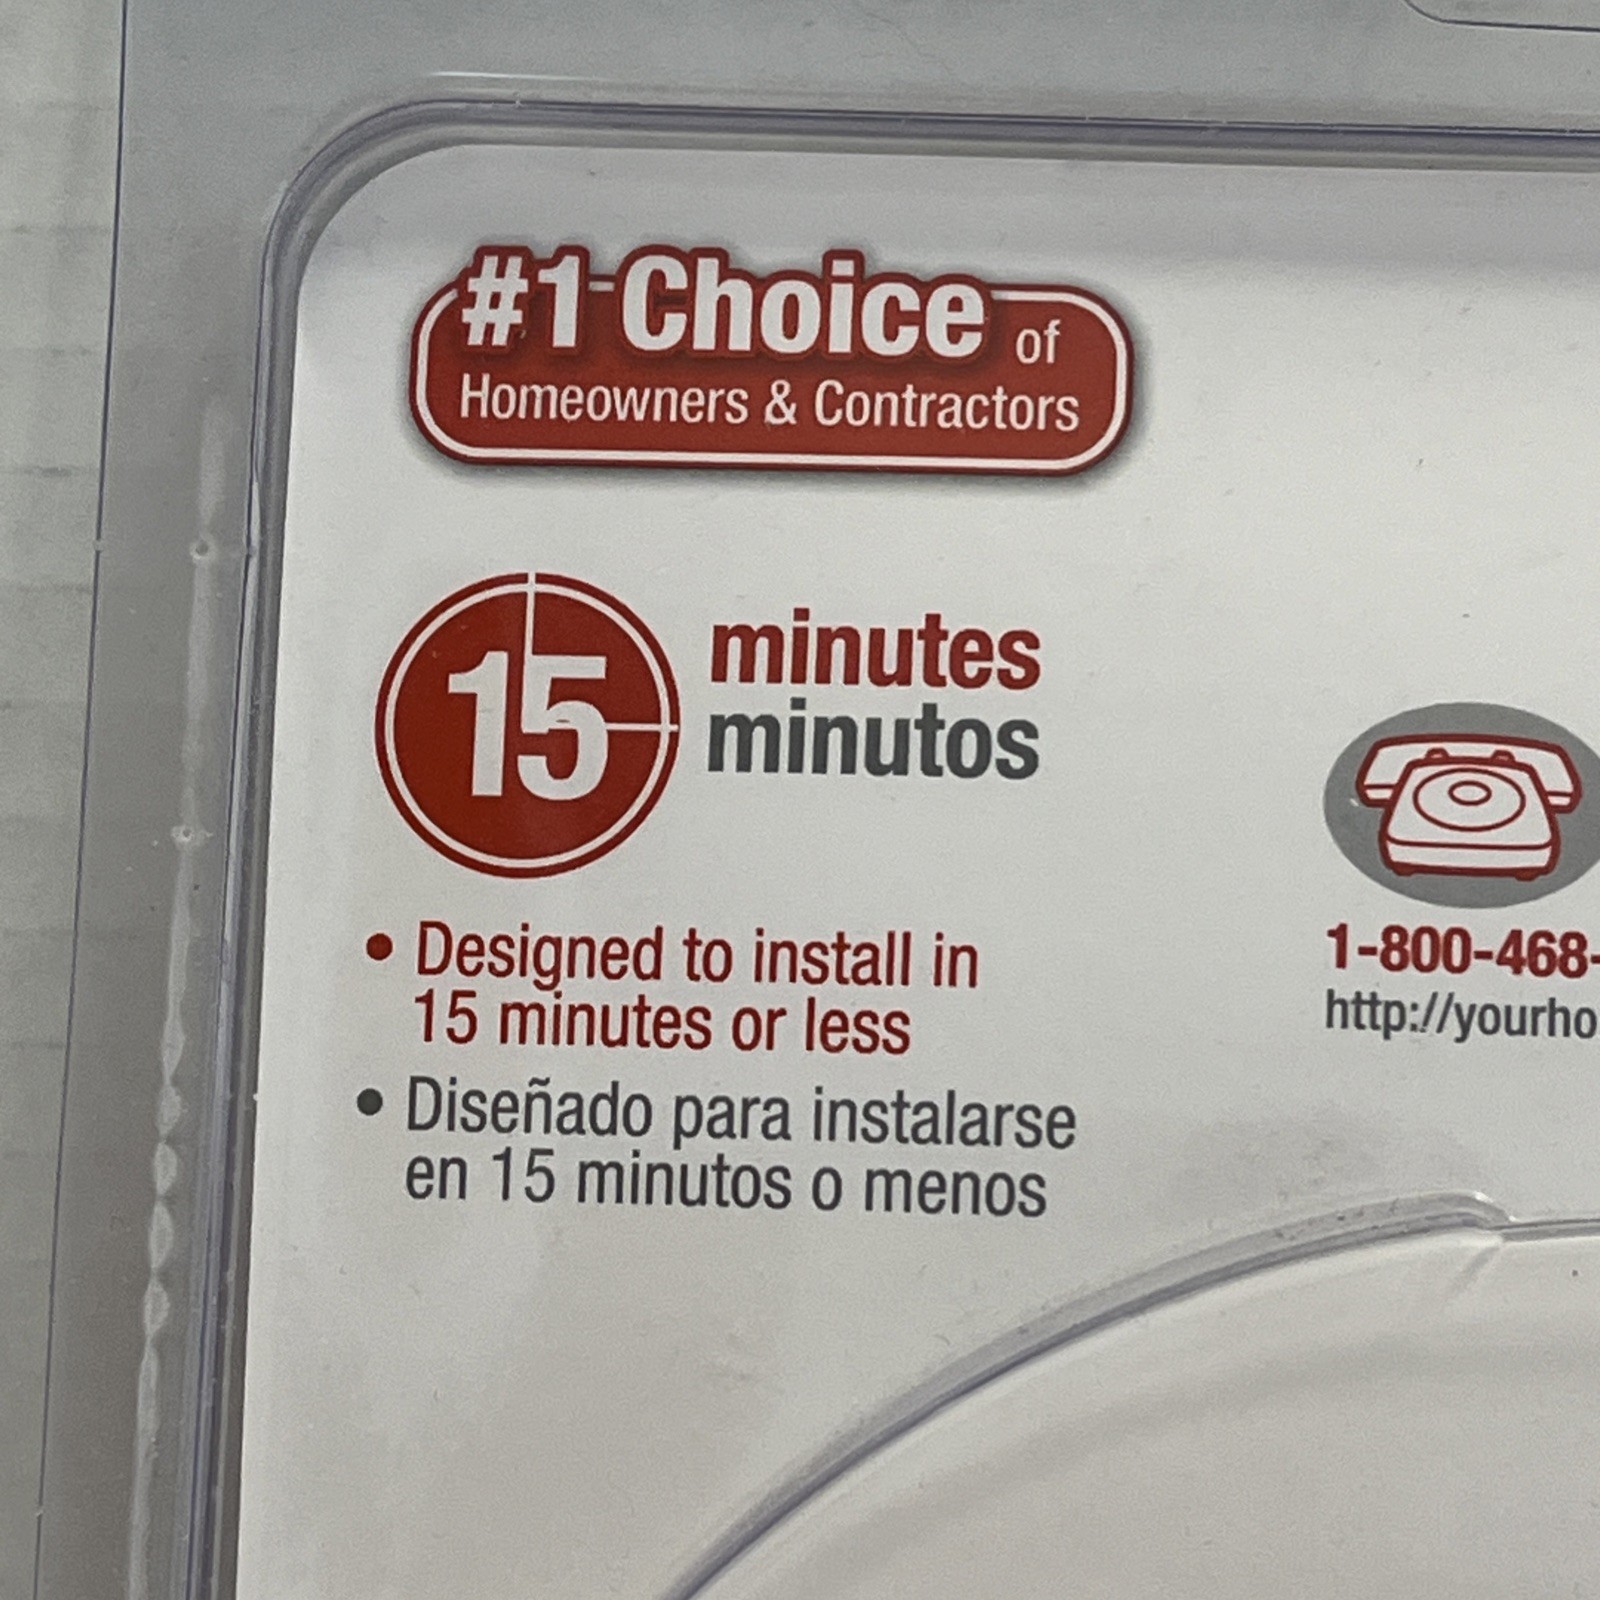 #1 Choice of
Homeowners & Contractors
15 minutes
minutos
• Designed to install in
15 minutes or less
• Diseñado para instalarse
en 15 minutos o menos
1-800-468-
http://yourho